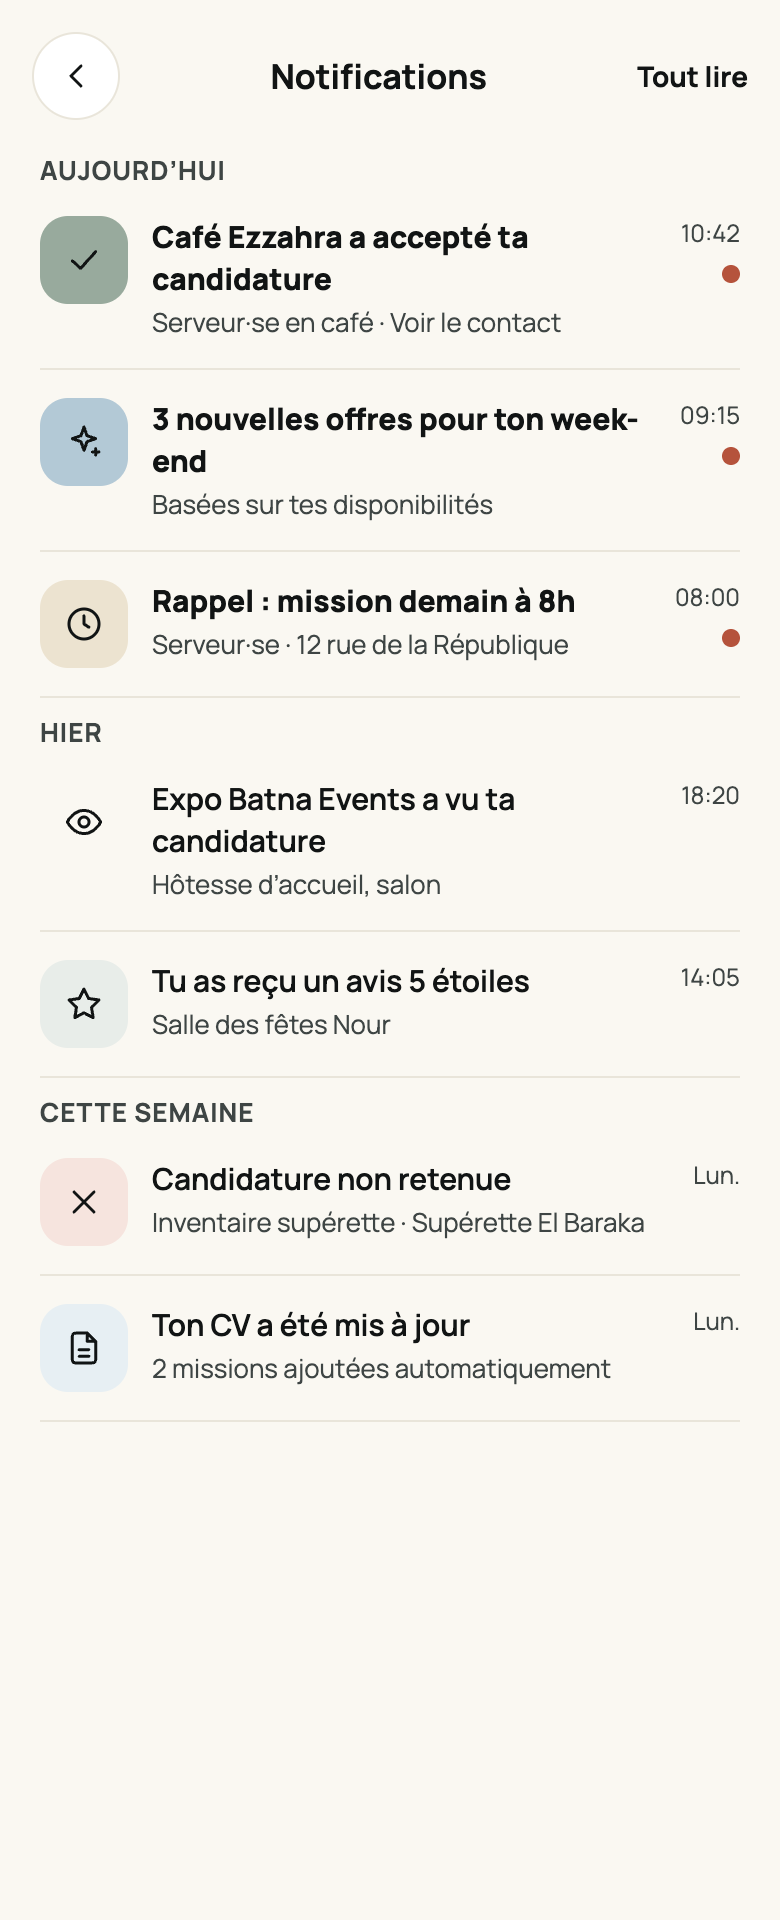 Notifications
Tout lire
AUJOURD’HUI
Café Ezzahra a accepté ta
candidature
10:42
Serveur·se en café · Voir le contact
3 nouvelles offres pour ton week-
end
09:15
Basées sur tes disponibilités
Rappel : mission demain à 8h
08:00
Serveur·se · 12 rue de la République
HIER
Expo Batna Events a vu ta
candidature
18:20
Hôtesse d’accueil, salon
Tu as reçu un avis 5 étoiles
14:05
Salle des fêtes Nour
CETTE SEMAINE
Candidature non retenue
Lun.
Inventaire supérette · Supérette El Baraka
Ton CV a été mis à jour
Lun.
2 missions ajoutées automatiquement